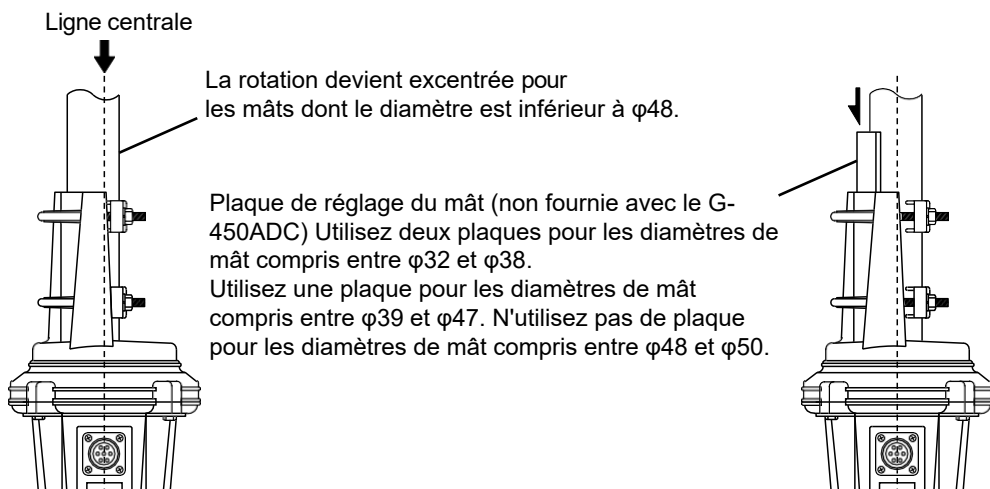 Ligne centrale
La rotation devient excentrée pour
les mâts dont le diamètre est inférieur à φ48.
Plaque de réglage du mât (non fournie avec le G-
450ADC) Utilisez deux plaques pour les diamètres de
mât compris entre φ32 et φ38.
Utilisez une plaque pour les diamètres de mât
compris entre φ39 et φ47. N'utilisez pas de plaque
pour les diamètres de mât compris entre φ48 et φ50.